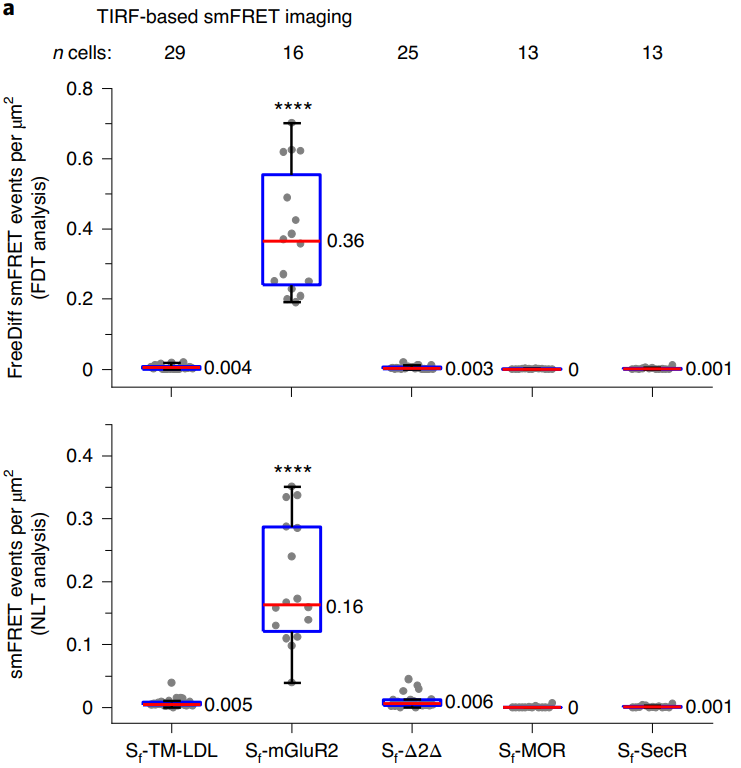 a
TIRF-based smFRET imaging
n cells: 29 16 25 13 13
FreeDiff smFRET events per μm²
(FDT analysis)
0.8
0.6
0.4
0.2
0
****
0.36
0.004
0.003
0
0.001
smFRET events per μm²
(NLT analysis)
0.4
0.3
0.2
0.1
0
****
0.16
0.005
0.006
0
0.001
Sf-TM-LDL Sf-mGluR2 Sf-Δ2Δ Sf-MOR Sf-SecR